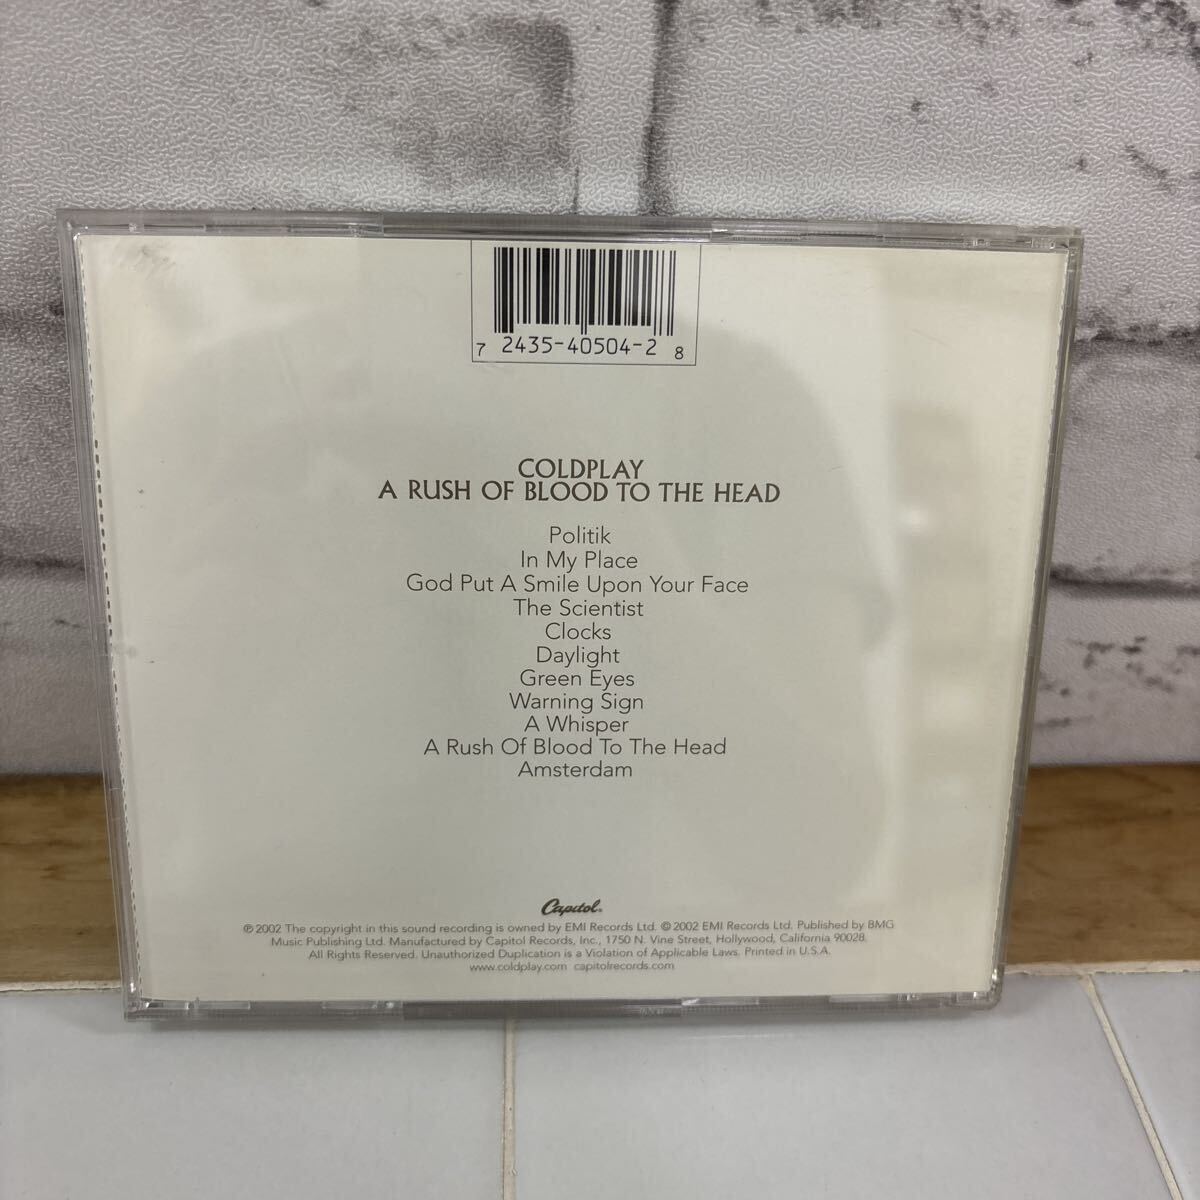 7 2435-40504-2 8
COLDPLAY
A RUSH OF BLOOD TO THE HEAD
Politik
In My Place
God Put A Smile Upon Your Face
The Scientist
Clocks
Daylight
Green Eyes
Warning Sign
A Whisper
A Rush Of Blood To The Head
Amsterdam
Capitol.
℗ 2002 The copyright in this sound recording is owned by EMI Records Ltd. © 2002 EMI Records Ltd. Published by BMG
Music Publishing Ltd. Manufactured by Capitol Records, Inc., 1750 N. Vine Street, Hollywood, California 90028.
All Rights Reserved. Unauthorized Duplication is a Violation of Applicable Laws. Printed in U.S.A.
www.coldplay.com capitolrecords.com